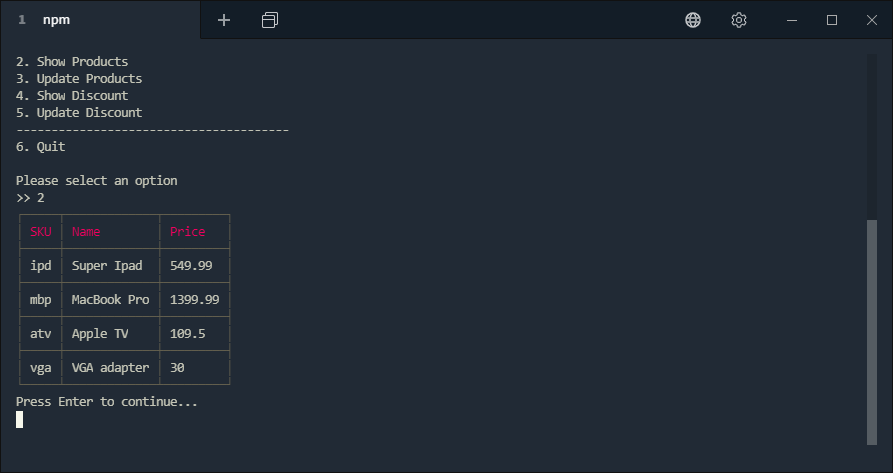 1 npm
2. Show Products
3. Update Products
4. Show Discount
5. Update Discount
---------------------------------------
6. Quit
Please select an option
>> 2
SKU Name Price
ipd Super Ipad 549.99
mbp MacBook Pro 1399.99
atv Apple TV 109.5
vga VGA adapter 30
Press Enter to continue...